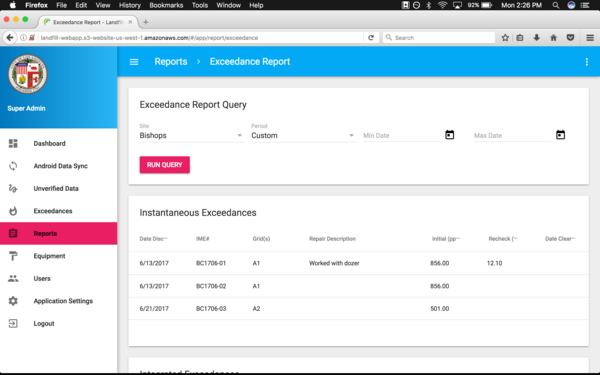 Firefox File Edit View History Bookmarks Tools Window Help 92% Mon 2:26 PM
Exceedance Report - Landfill
landfill-webapp.s3-website-us-west-1.amazonaws.com/#/app/report/exceedance
Search
Super Admin
Dashboard
Android Data Sync
Unverified Data
Exceedances
Reports
Equipment
Users
Application Settings
Logout
Reports > Exceedance Report
Exceedance Report Query
Site Period
Bishops Custom Min Date Max Date
RUN QUERY
Instantaneous Exceedances
Date Disc··· IME# Grid(s) Repair Description Initial (pp··· Recheck (··· Date Clear···
6/13/2017 BC1706-01 A1 Worked with dozer 856.00 12.10
6/13/2017 BC1706-02 A1 856.00
6/21/2017 BC1706-03 A2 501.00
Integrated Exceedances